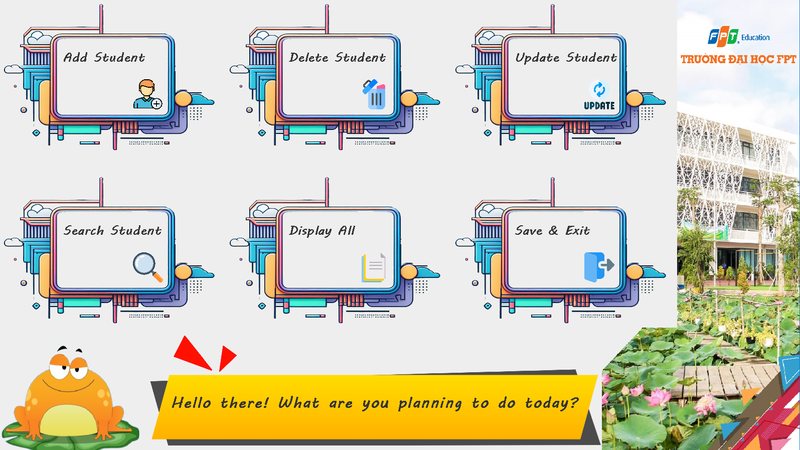 Add Student
Delete Student
Update Student
UPDATE
FPT Education
TRƯỜNG ĐẠI HỌC FPT
Search Student
Display All
Save & Exit
Hello there! What are you planning to do today?